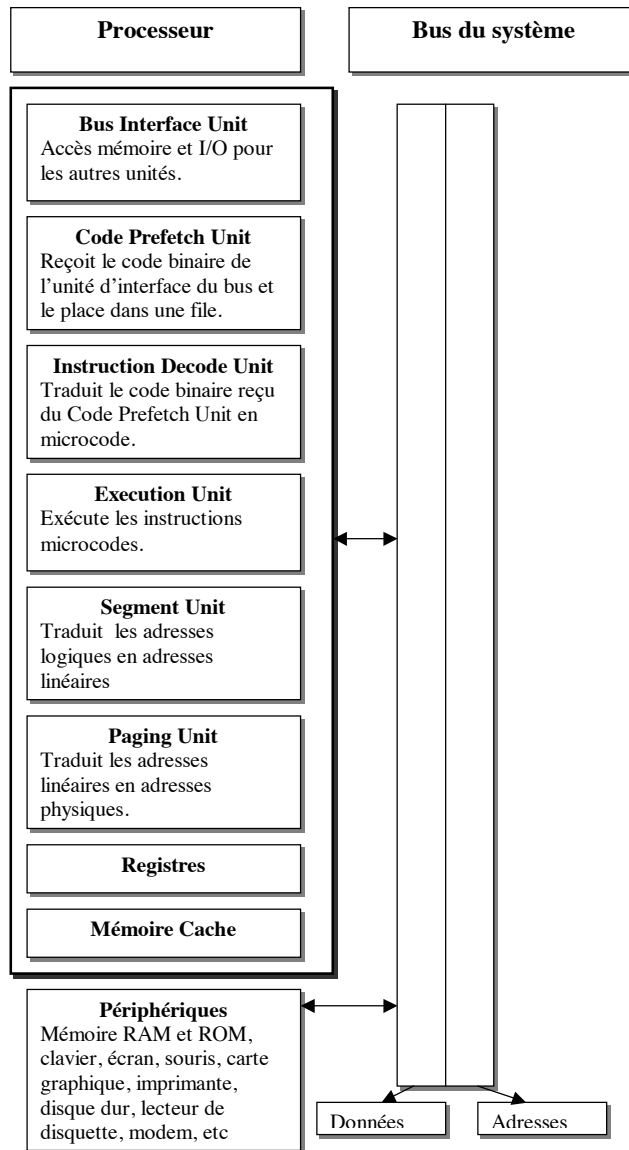 Processeur
Bus du système
Bus Interface Unit
Accès mémoire et I/O pour
les autres unités.
Code Prefetch Unit
Reçoit le code binaire de
l'unité d'interface du bus et
le place dans une file.
Instruction Decode Unit
Traduit le code binaire reçu
du Code Prefetch Unit en
microcode.
Execution Unit
Exécute les instructions
microcodes.
Segment Unit
Traduit les adresses
logiques en adresses
linéaires
Paging Unit
Traduit les adresses
linéaires en adresses
physiques.
Registres
Mémoire Cache
Périphériques
Mémoire RAM et ROM,
clavier, écran, souris, carte
graphique, imprimante,
disque dur, lecteur de
disquette, modem, etc
Données
Adresses